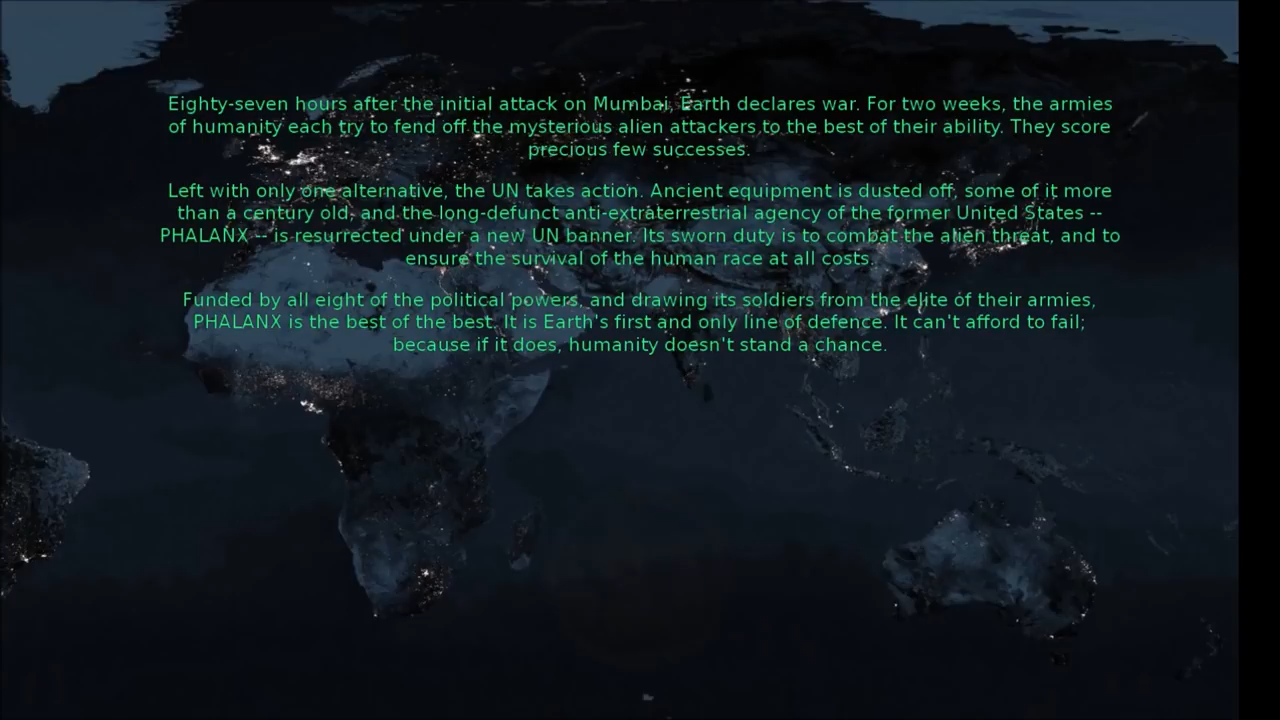 Eighty-seven hours after the initial attack on Mumbai, Earth declares war. For two weeks, the armies
of humanity each try to fend off the mysterious alien attackers to the best of their ability. They score
precious few successes.
Left with only one alternative, the UN takes action. Ancient equipment is dusted off, some of it more
than a century old, and the long-defunct anti-extraterrestrial agency of the former United States --
PHALANX -- is resurrected under a new UN banner. Its sworn duty is to combat the alien threat, and to
ensure the survival of the human race at all costs.
Funded by all eight of the political powers, and drawing its soldiers from the elite of their armies,
PHALANX is the best of the best. It is Earth's first and only line of defence. It can't afford to fail;
because if it does, humanity doesn't stand a chance.